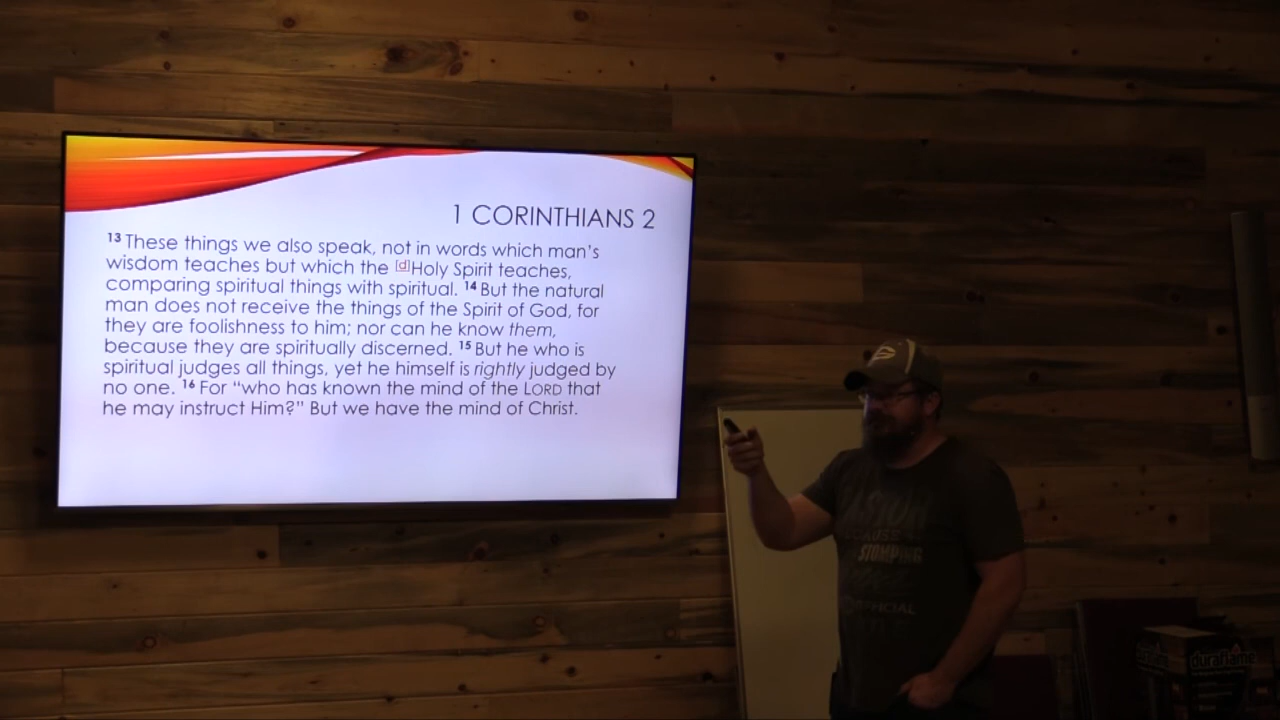 1 CORINTHIANS 2
13 These things we also speak, not in words which man's
wisdom teaches but which the [d]Holy Spirit teaches,
comparing spiritual things with spiritual. 14 But the natural
man does not receive the things of the Spirit of God, for
they are foolishness to him; nor can he know them,
because they are spiritually discerned. 15 But he who is
spiritual judges all things, yet he himself is rightly judged by
no one. 16 For "who has known the mind of the LORD that
he may instruct Him?" But we have the mind of Christ.
STOMPING
duraflame